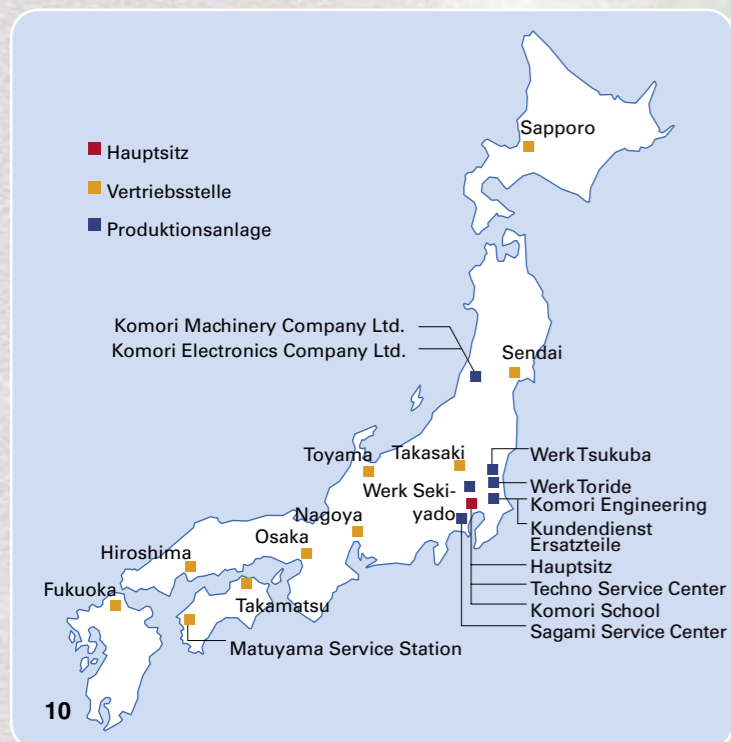 Sapporo
Hauptsitz
Vertriebsstelle
Produktionsanlage
Komori Machinery Company Ltd.
Komori Electronics Company Ltd.
Sendai
Toyama
Takasaki
Werk Tsukuba
Werk Seki-
yado
Werk Toride
Komori Engineering
Kundendienst
Ersatzteile
Hauptsitz
Techno Service Center
Komori School
Sagami Service Center
Nagoya
Osaka
Hiroshima
Fukuoka
Takamatsu
Matuyama Service Station
10